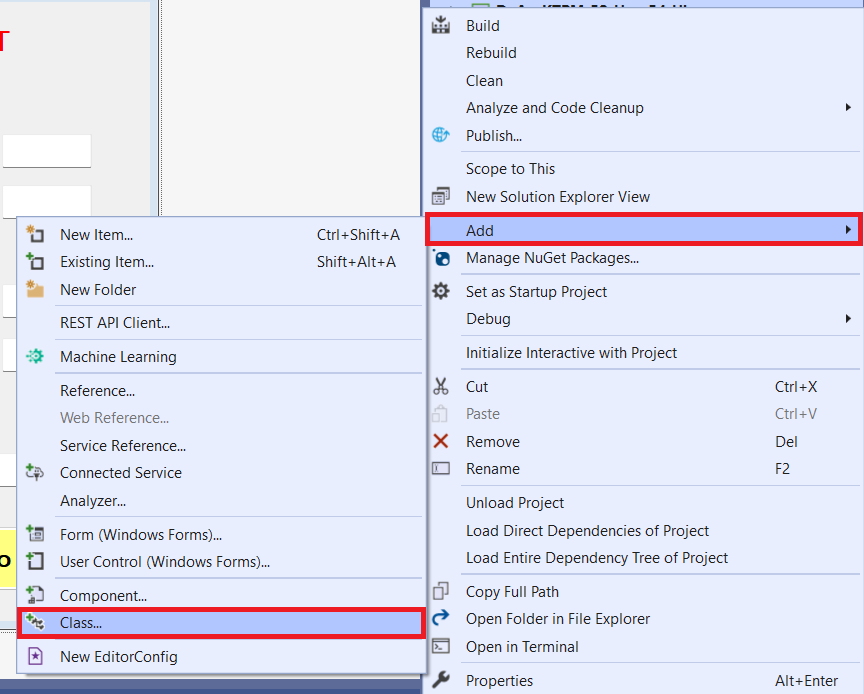 T
Build
Rebuild
Clean
Analyze and Code Cleanup
Publish...
Scope to This
New Solution Explorer View
Add
Manage NuGet Packages...
Set as Startup Project
Debug
Initialize Interactive with Project
Cut Ctrl+X
Paste Ctrl+V
Remove Del
Rename F2
Unload Project
Load Direct Dependencies of Project
Load Entire Dependency Tree of Project
Copy Full Path
Open Folder in File Explorer
Open in Terminal
Properties Alt+Enter
New Item... Ctrl+Shift+A
Existing Item... Shift+Alt+A
New Folder
REST API Client...
Machine Learning
Reference...
Web Reference...
Service Reference...
Connected Service
Analyzer...
Form (Windows Forms)...
User Control (Windows Forms)...
Component...
Class...
New EditorConfig
o